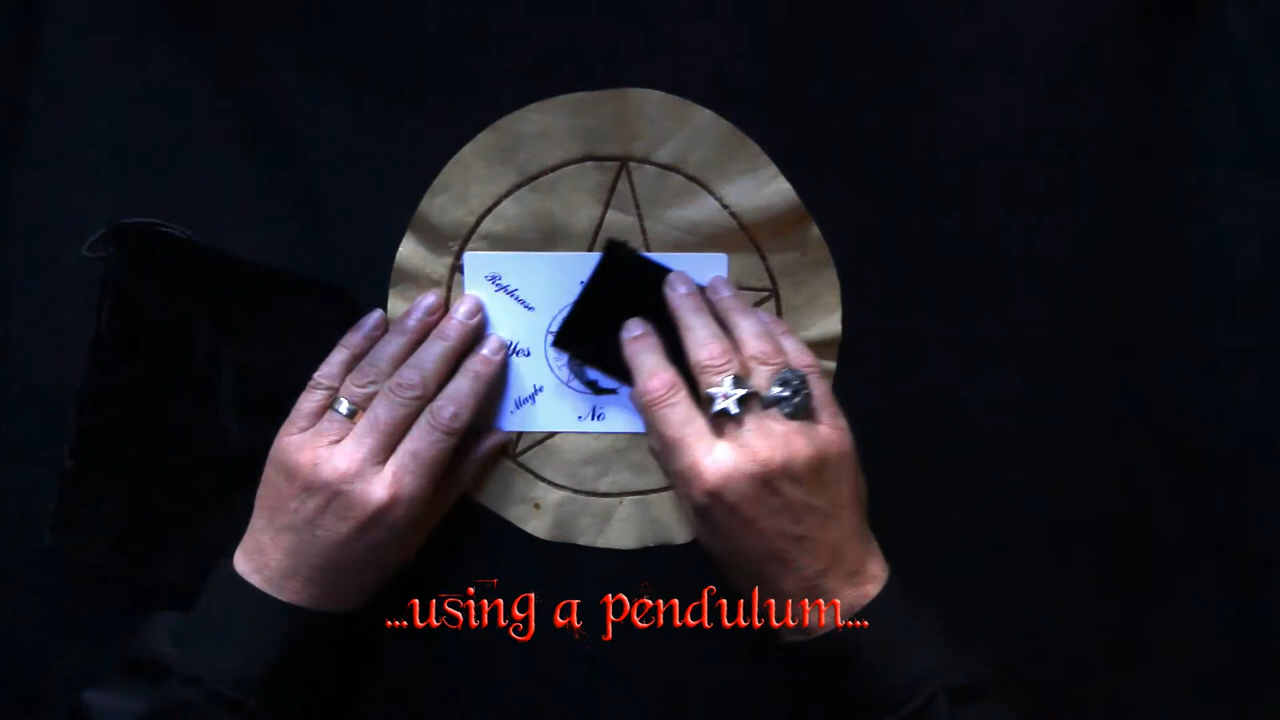 Rephrase
Yes
Maybe
No
...using a pendulum...